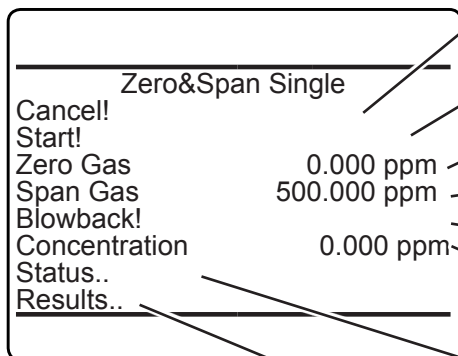 Zero&Span Single
Cancel!
Start!
Zero Gas 0.000 ppm
Span Gas 500.000 ppm
Blowback!
Concentration 0.000 ppm
Status..
Results..